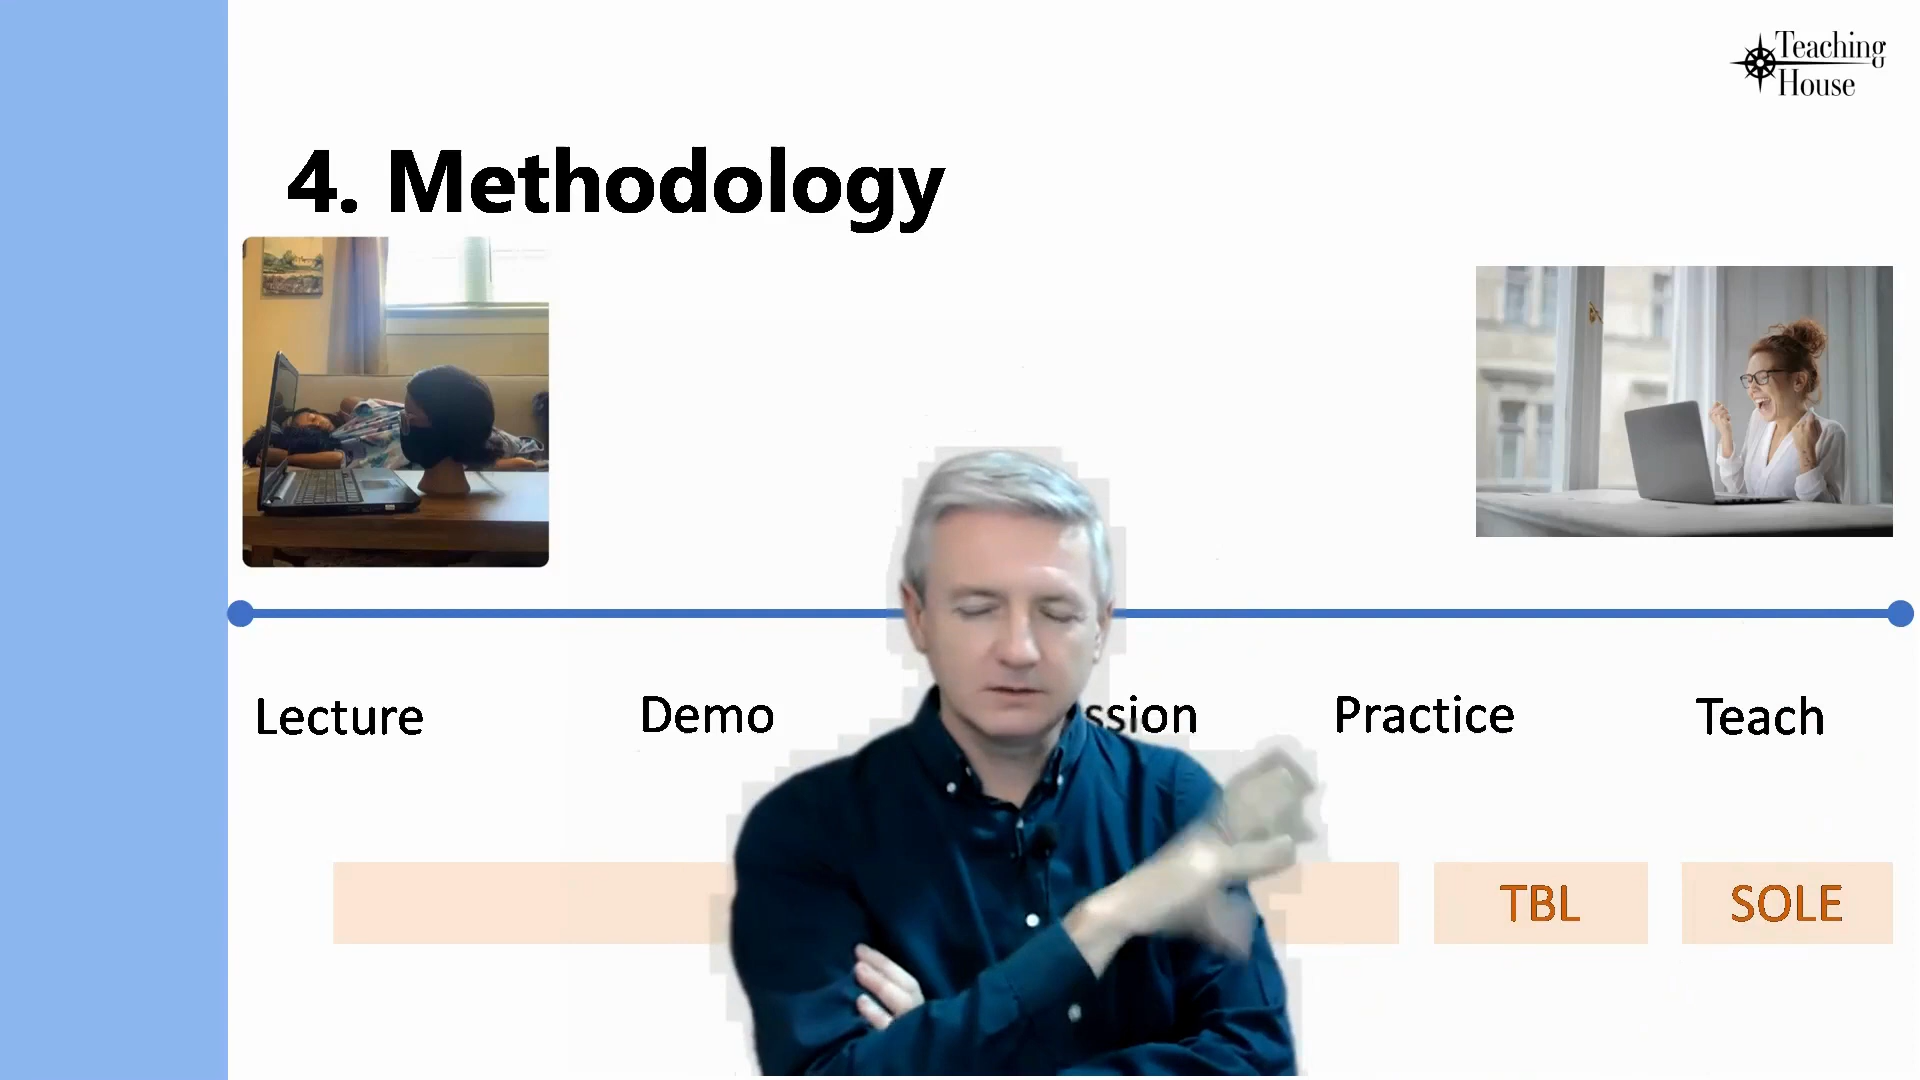 Teaching
House
4. Methodology
Lecture Demo ssion Practice Teach
TBL SOLE